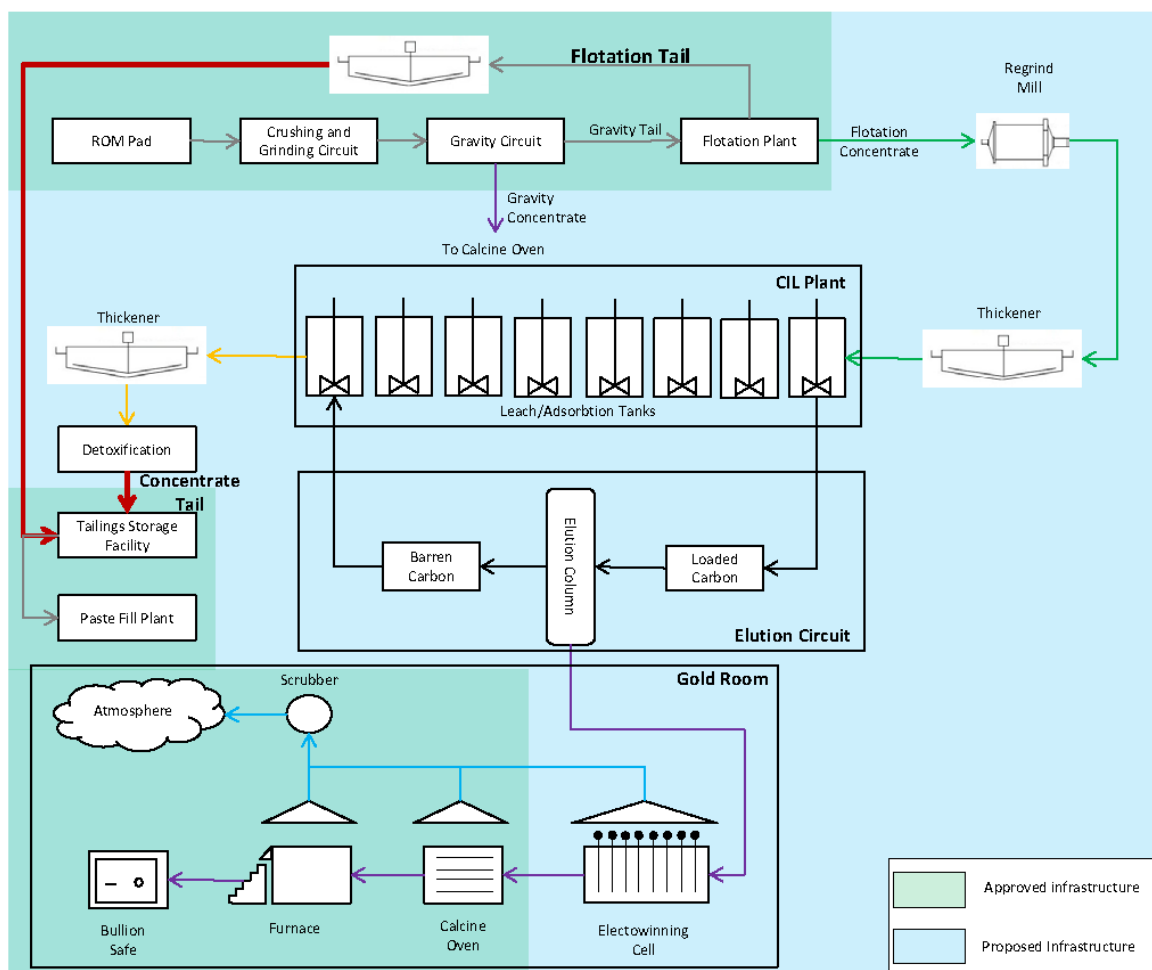 Flotation Tail
Regrind
Mill
ROM Pad
Crushing and
Grinding Circuit
Gravity Circuit
Gravity Tail
Flotation Plant
Flotation
Concentrate
Gravity
Concentrate
To Calcine Oven
CIL Plant
Thickener
Thickener
Leach/Adsorbtion Tanks
Detoxification
Concentrate
Tail
Tailings Storage
Facility
Elution Column
Barren
Carbon
Loaded
Carbon
Paste Fill Plant
Elution Circuit
Gold Room
Scrubber
Atmosphere
Bullion
Safe
Furnace
Calcine
Oven
Electowinning
Cell
Approved infrastructure
Proposed Infrastructure